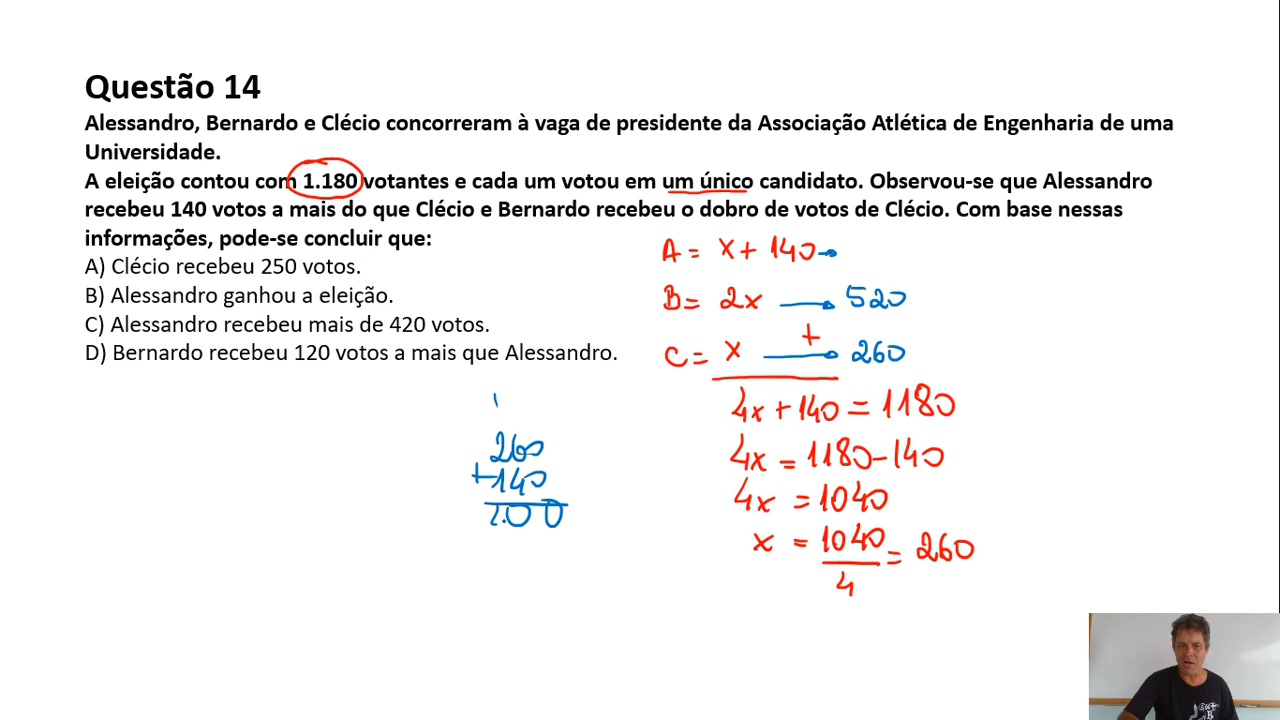 Questão 14
Alessandro, Bernardo e Clécio concorreram à vaga de presidente da Associação Atlética de Engenharia de uma
Universidade.
A eleição contou com 1.180 votantes e cada um votou em um único candidato. Observou-se que Alessandro
recebeu 140 votos a mais do que Clécio e Bernardo recebeu o dobro de votos de Clécio. Com base nessas
informações, pode-se concluir que:
A) Clécio recebeu 250 votos.
B) Alessandro ganhou a eleição.
C) Alessandro recebeu mais de 420 votos.
D) Bernardo recebeu 120 votos a mais que Alessandro.
A = x + 140
B = 2x → 520
+
C = x → 260
4x + 140 = 1180
4x = 1180 - 140
4x = 1040
x = 1040/4 = 260
260
+140